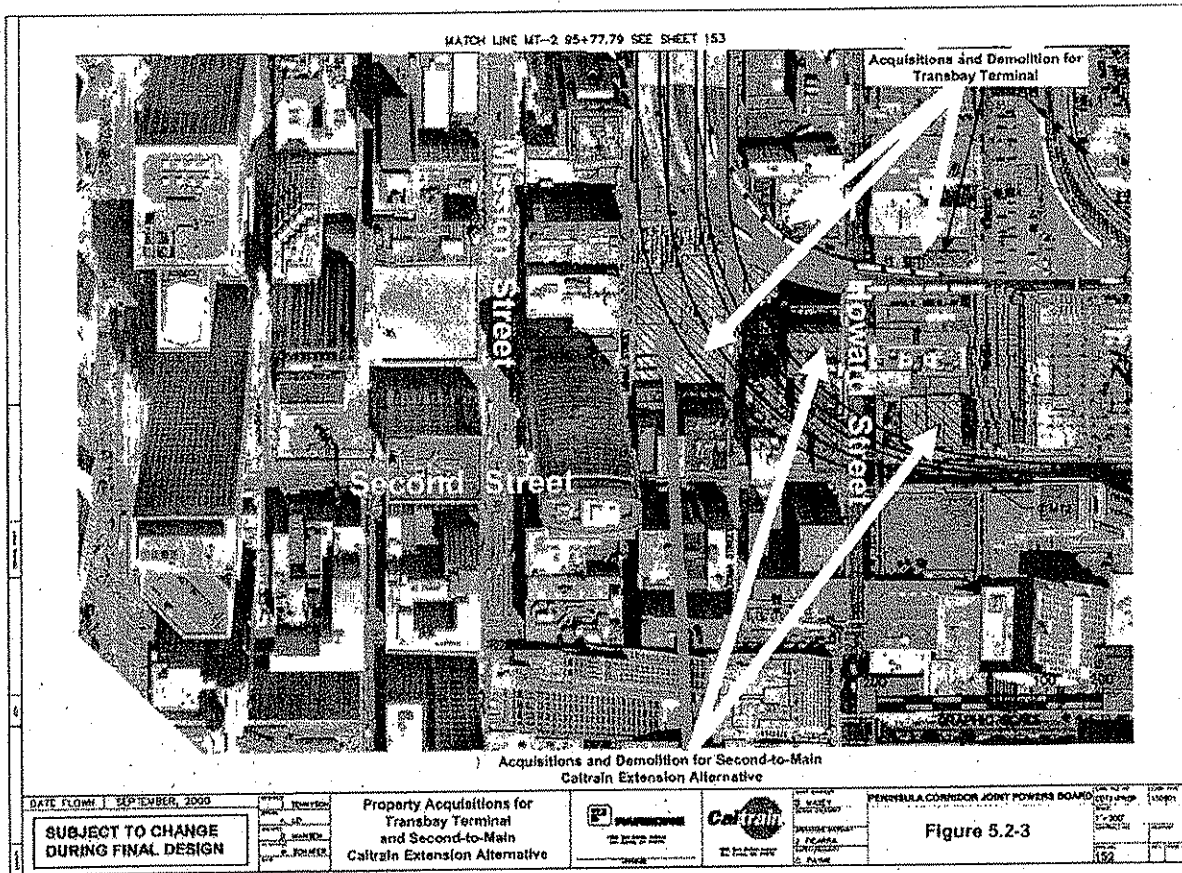 MATCH LINE MT-2 95+77.79 SEE SHEET 153
Acquisitions and Demolition for
Transbay Terminal
Mission Street
Howard Street
Second Street
Acquisitions and Demolition for Second-to-Main
Caltrain Extension Alternative
DATE FLOWN: SEPTEMBER, 2000
SUBJECT TO CHANGE
DURING FINAL DESIGN
Property Acquisitions for
Transbay Terminal
and Second-to-Main
Caltrain Extension Alternative
PARSONS
Caltrain
PENINSULA CORRIDOR JOINT POWERS BOARD
Figure 5.2-3
152